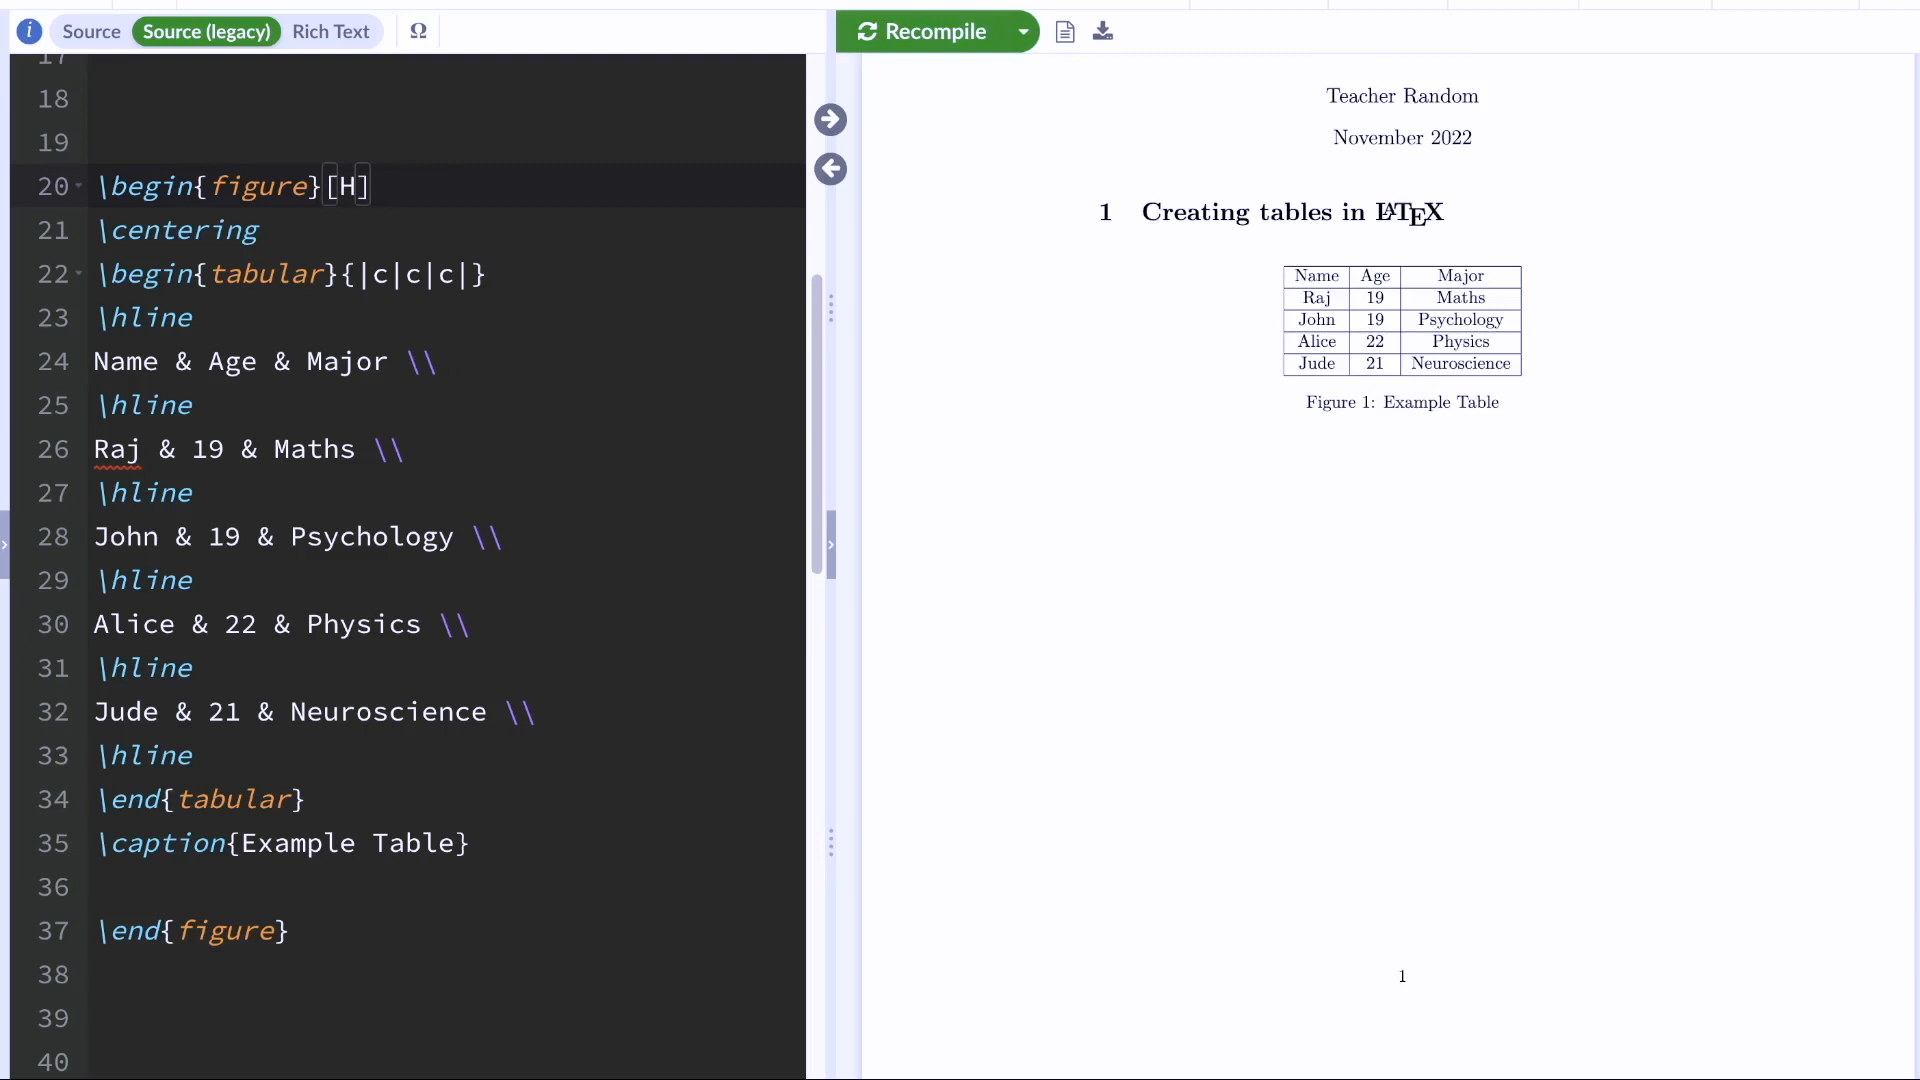 Source Source (legacy) Rich Text Ω
Recompile
17
18
19
20 \begin{figure}[H]
21 \centering
22 \begin{tabular}{|c|c|c|}
23 \hline
24 Name & Age & Major \\
25 \hline
26 Raj & 19 & Maths \\
27 \hline
28 John & 19 & Psychology \\
29 \hline
30 Alice & 22 & Physics \\
31 \hline
32 Jude & 21 & Neuroscience \\
33 \hline
34 \end{tabular}
35 \caption{Example Table}
36
37 \end{figure}
38
39
40
Teacher Random
November 2022
1 Creating tables in LATEX
Name Age Major
Raj 19 Maths
John 19 Psychology
Alice 22 Physics
Jude 21 Neuroscience
Figure 1: Example Table
1